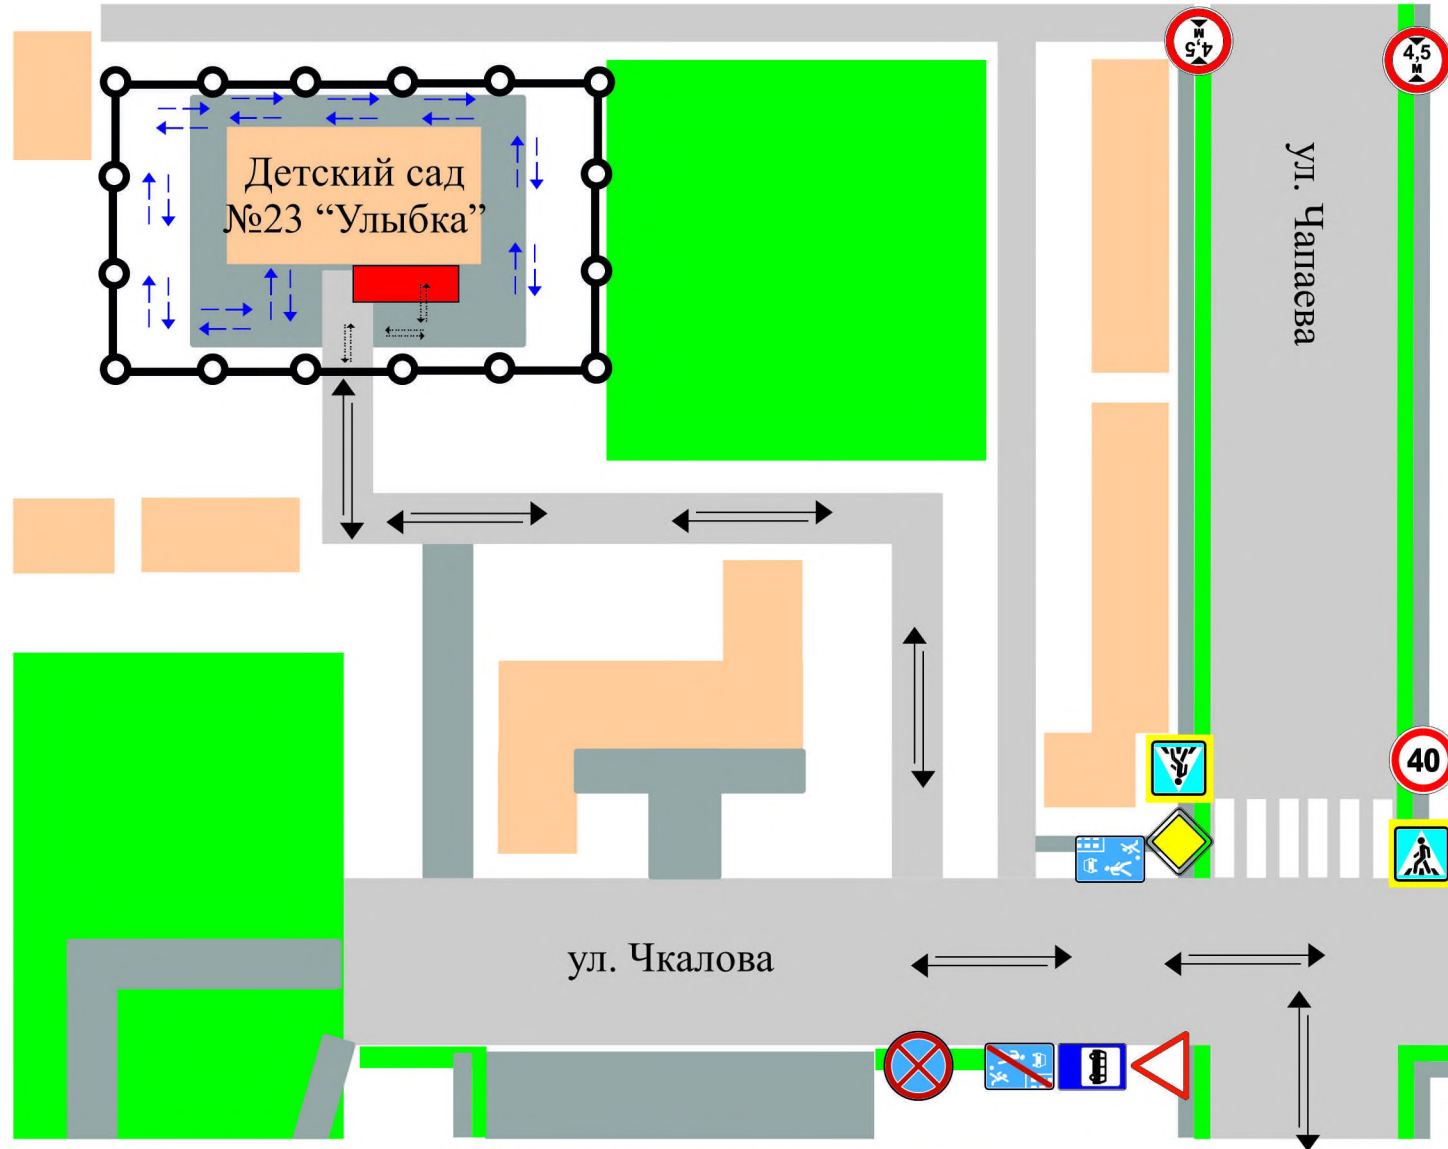 4,5
м
4,5
м
Детский сад
№23 “Улыбка”
ул. Чапаева
40
ул. Чкалова